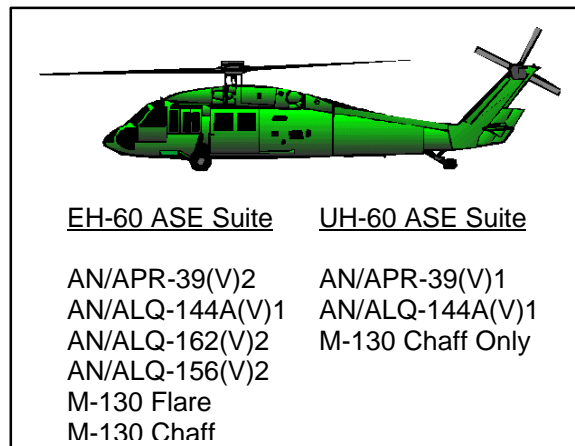 EH-60 ASE Suite
AN/APR-39(V)2
AN/ALQ-144A(V)1
AN/ALQ-162(V)2
AN/ALQ-156(V)2
M-130 Flare
M-130 Chaff
UH-60 ASE Suite
AN/APR-39(V)1
AN/ALQ-144A(V)1
M-130 Chaff Only